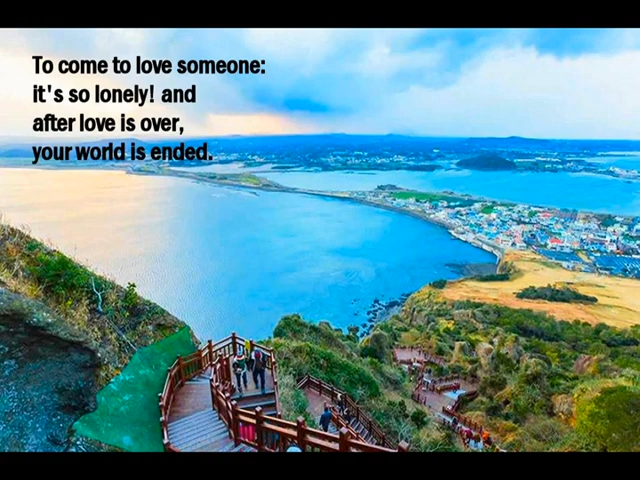 To come to love someone:
it's so lonely! and
after love is over,
your world is ended.